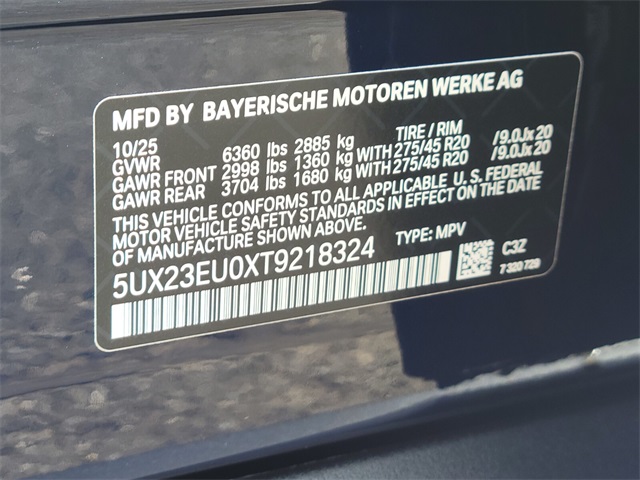 MFD BY BAYERISCHE MOTOREN WERKE AG
10/25 TIRE / RIM
GVWR 6360 lbs 2885 kg
GAWR FRONT 2998 lbs 1360 kg WITH 275/45 R20 /9.0Jx20
GAWR REAR 3704 lbs 1680 kg WITH 275/45 R20 /9.0Jx20
THIS VEHICLE CONFORMS TO ALL APPLICABLE U. S. FEDERAL
MOTOR VEHICLE SAFETY STANDARDS IN EFFECT ON THE DATE
OF MANUFACTURE SHOWN ABOVE.
5UX23EU0XT9218324 TYPE: MPV
C3Z
7 320 729